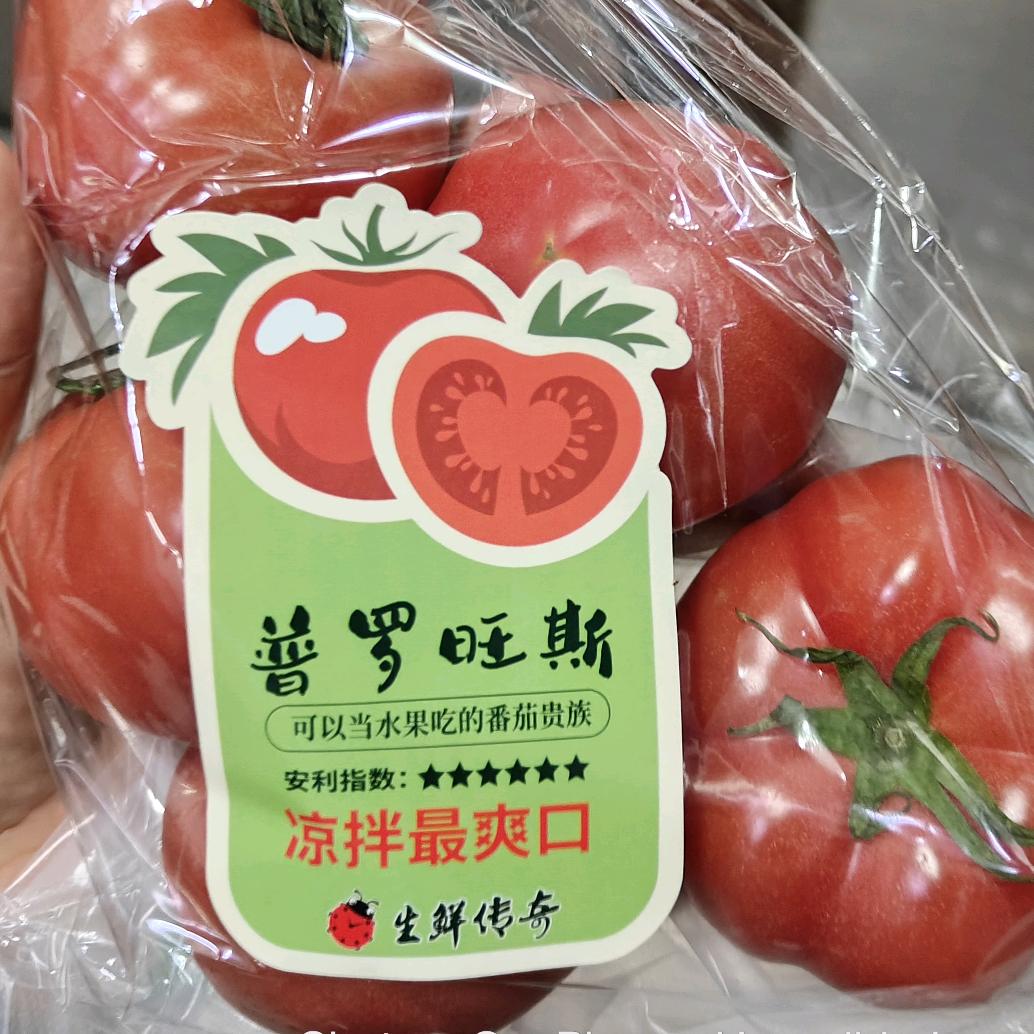 普罗旺斯
可以当水果吃的番茄贵族
安利指数：★★★★★★
凉拌最爽口
生鲜传奇